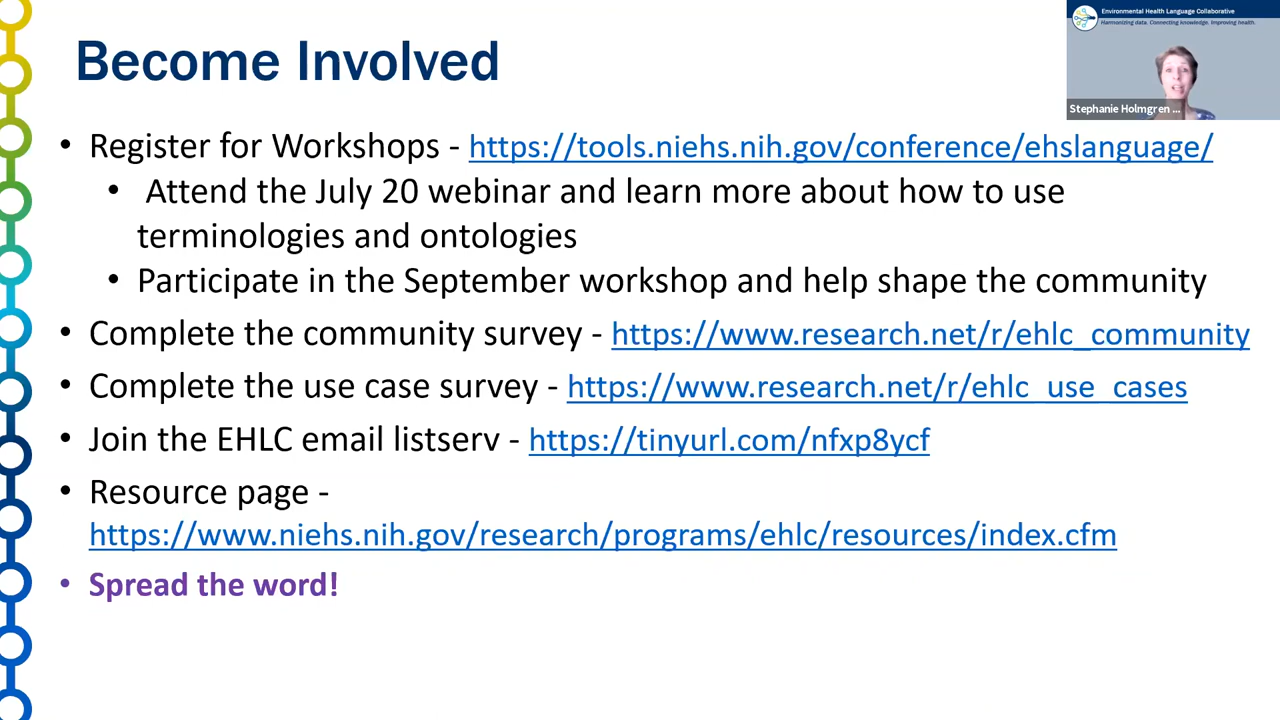 Environmental Health Language Collaborative
Harmonizing data. Connecting knowledge. Improving health.
Stephanie Holmgren ...
Become Involved
• Register for Workshops - https://tools.niehs.nih.gov/conference/ehslanguage/
• Attend the July 20 webinar and learn more about how to use
terminologies and ontologies
• Participate in the September workshop and help shape the community
• Complete the community survey - https://www.research.net/r/ehlc_community
• Complete the use case survey - https://www.research.net/r/ehlc_use_cases
• Join the EHLC email listserv - https://tinyurl.com/nfxp8ycf
• Resource page -
https://www.niehs.nih.gov/research/programs/ehlc/resources/index.cfm
• Spread the word!